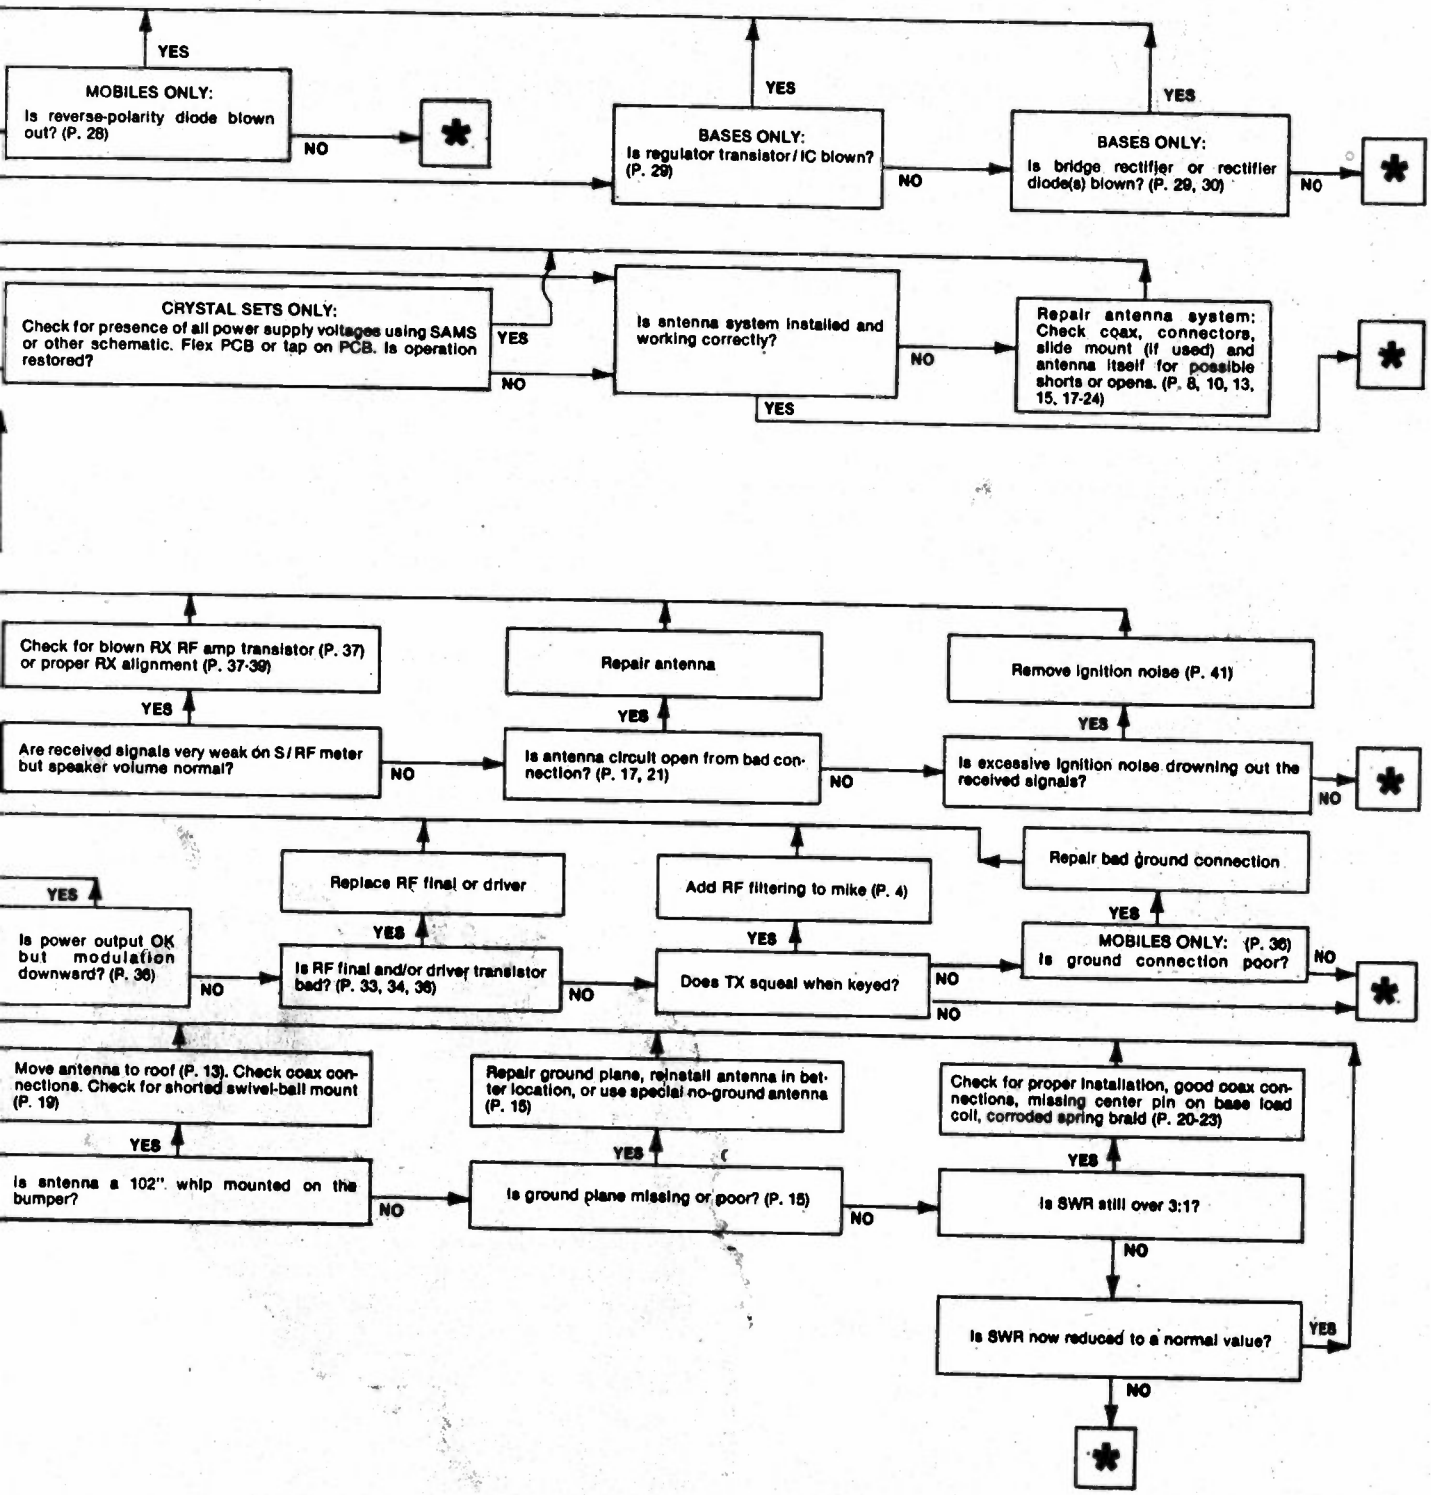 YES
MOBILES ONLY:
Is reverse-polarity diode blown
out? (P. 28)
NO
*
YES
BASES ONLY:
Is regulator transistor/IC blown?
(P. 29)
NO
YES
BASES ONLY:
Is bridge rectifier or rectifier
diode(s) blown? (P. 29, 30)
NO
*
CRYSTAL SETS ONLY:
Check for presence of all power supply voltages using SAMS
or other schematic. Flex PCB or tap on PCB. Is operation
restored?
YES
NO
Is antenna system installed and
working correctly?
NO
YES
Repair antenna system:
Check coax, connectors,
slide mount (if used) and
antenna itself for possible
shorts or opens. (P. 8, 10, 13,
15, 17-24)
*
Check for blown RX RF amp transistor (P. 37)
or proper RX alignment (P. 37-39)
YES
Are received signals very weak on S/RF meter
but speaker volume normal?
NO
Repair antenna
YES
Is antenna circuit open from bad con-
nection? (P. 17, 21)
NO
Remove ignition noise (P. 41)
YES
Is excessive ignition noise drowning out the
received signals?
NO
*
YES
Is power output OK
but modulation
downward? (P. 36)
NO
Replace RF final or driver
YES
Is RF final and/or driver transistor
bad? (P. 33, 34, 36)
NO
Add RF filtering to mike (P. 4)
YES
Does TX squeal when keyed?
NO
NO
Repair bad ground connection
YES
MOBILES ONLY: (P. 36)
Is ground connection poor?
NO
*
Move antenna to roof (P. 13). Check coax con-
nections. Check for shorted swivel-ball mount
(P. 19)
YES
Is antenna a 102" whip mounted on the
bumper?
NO
Repair ground plane, reinstall antenna in bet-
ter location, or use special no-ground antenna
(P. 15)
YES
Is ground plane missing or poor? (P. 15)
NO
Check for proper installation, good coax con-
nections, missing center pin on base load
coil, corroded spring braid (P. 20-23)
YES
Is SWR still over 3:1?
NO
Is SWR now reduced to a normal value?
YES
NO
*